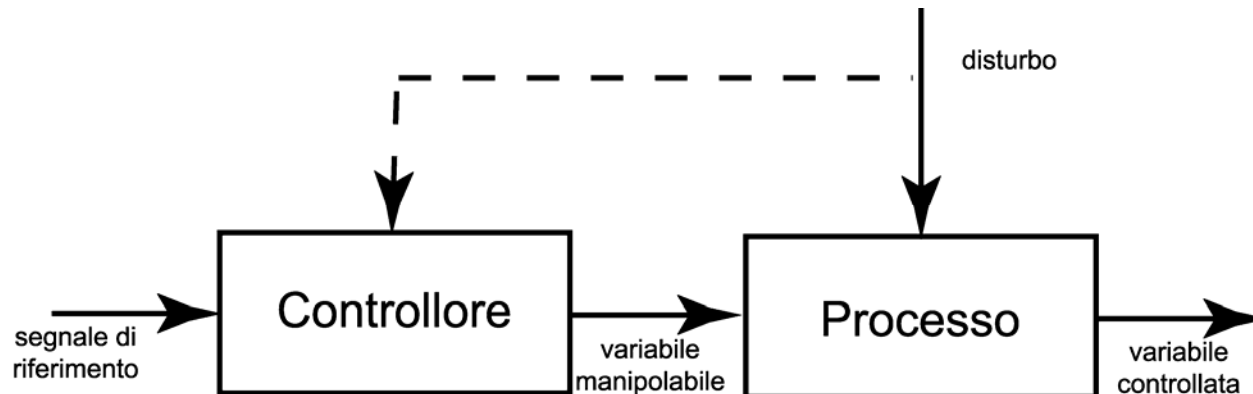 disturbo
Controllore
Processo
segnale di
riferimento
variabile
manipolabile
variabile
controllata